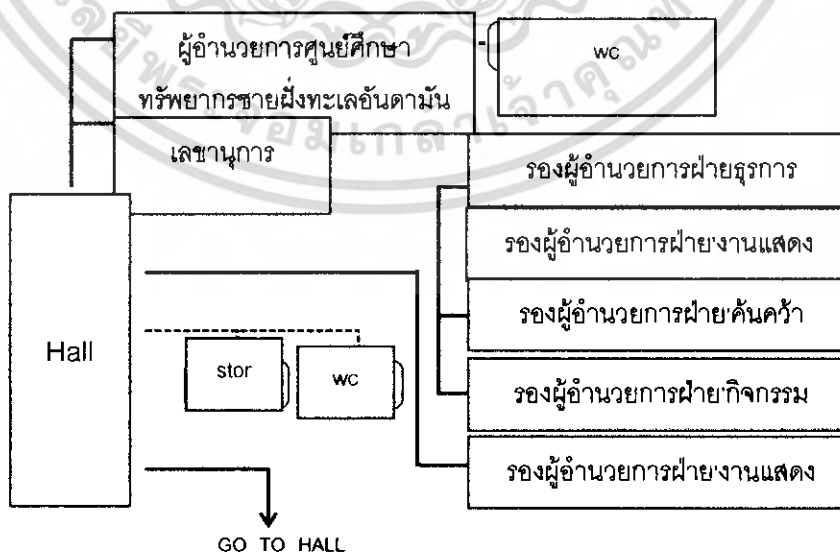 ผู้อำนวยการศูนย์ศึกษา
ทรัพยากรชายฝั่งทะเลอันดามัน
wc
เลขานุการ
รองผู้อำนวยการฝ่ายธุรการ
รองผู้อำนวยการฝ่ายงานแสดง
รองผู้อำนวยการฝ่ายค้นคว้า
Hall
stor
wc
รองผู้อำนวยการฝ่ายกิจกรรม
รองผู้อำนวยการฝ่ายงานแสดง
GO TO HALL